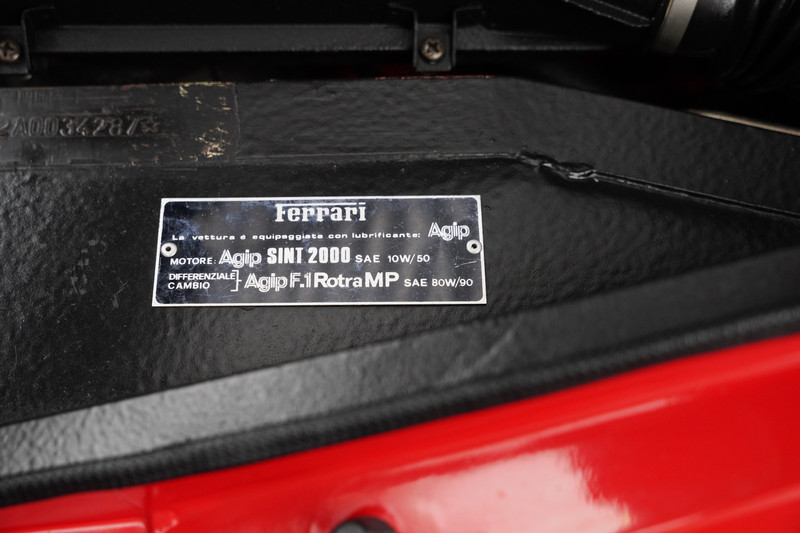 2A0034287☆
Ferrari
La vettura é equipaggiata con lubrificante: Agip
MOTORE: Agip SINT 2000 SAE 10W/50
DIFFERENZIALE
CAMBIO
Agip F.1 Rotra MP SAE 80W/90